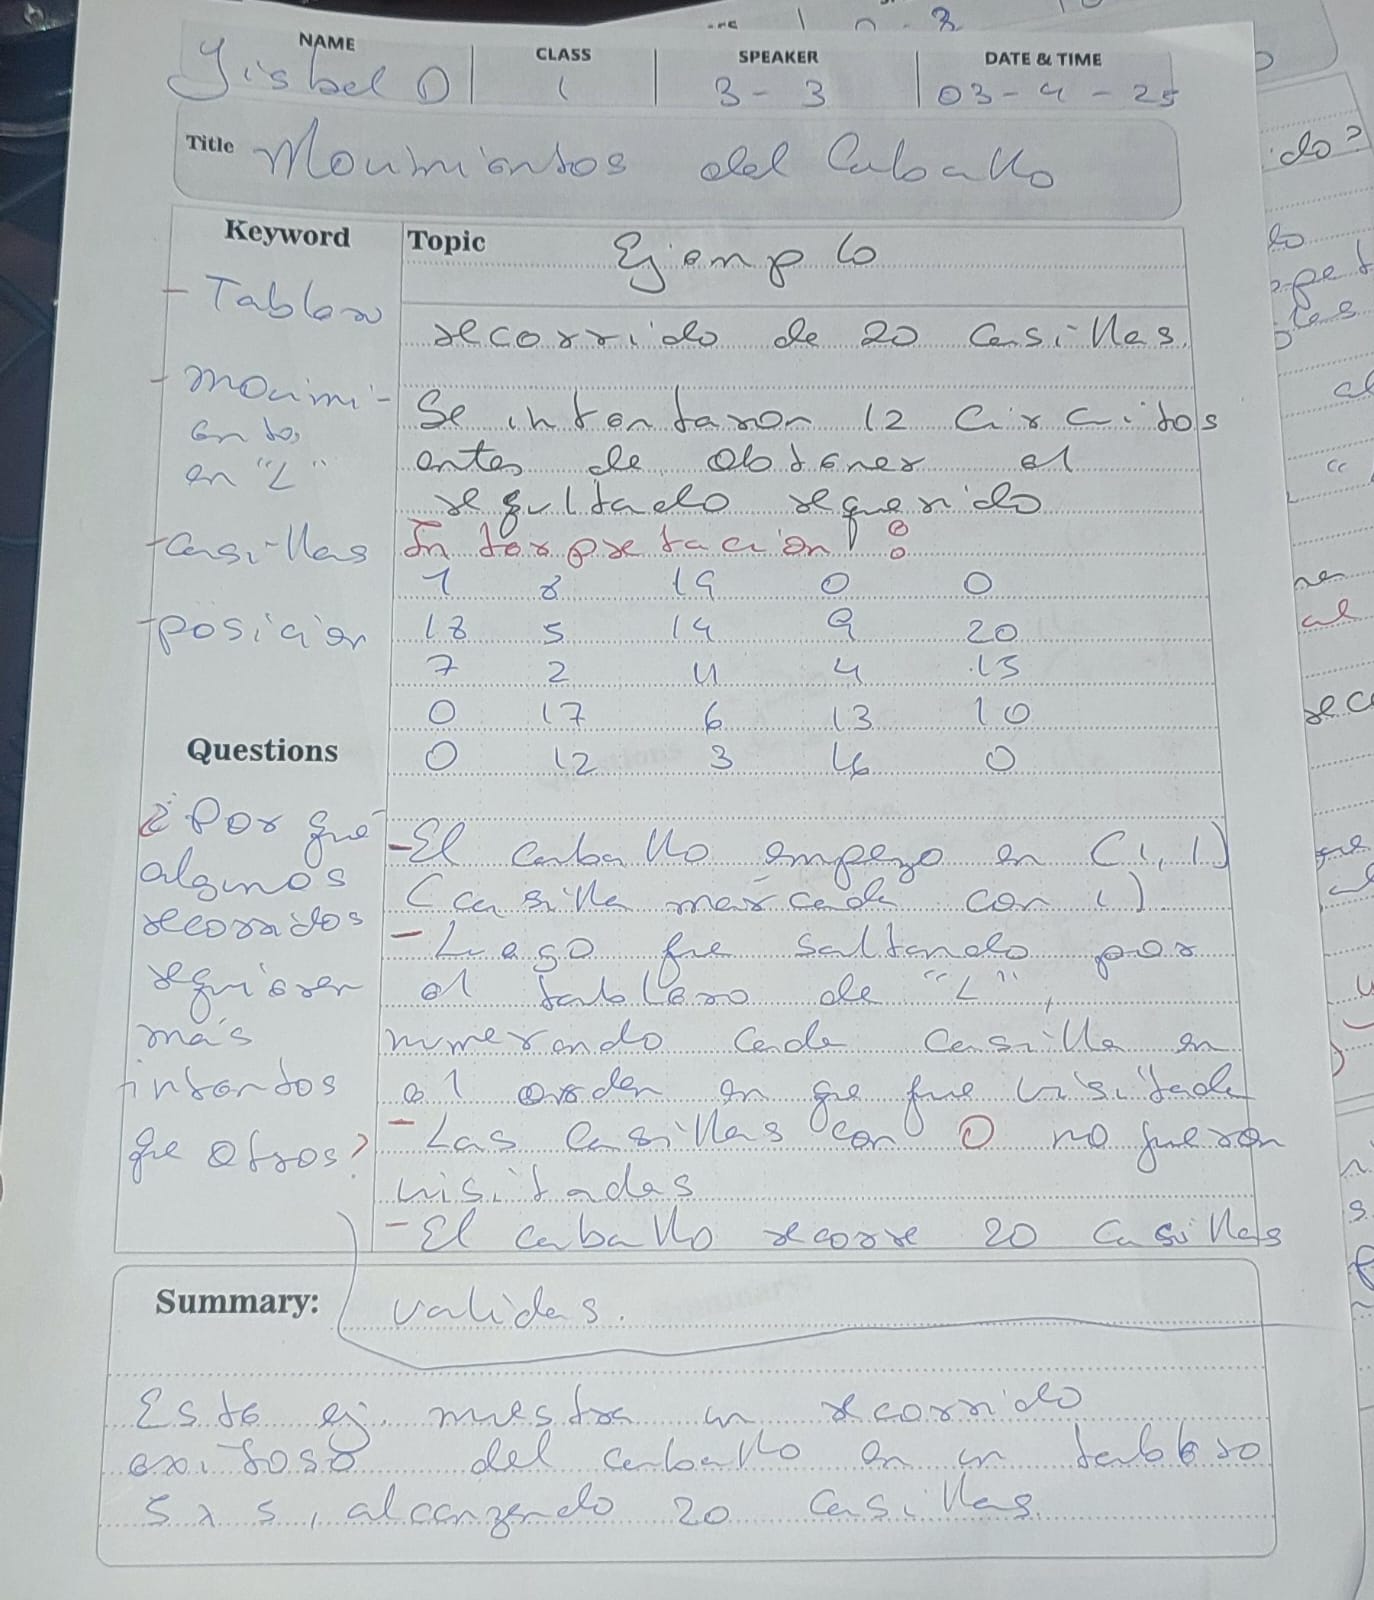 NAME CLASS SPEAKER DATE & TIME
Yisbel O 1 3-3 03-4-25
Title Movimientos del Caballo
Keyword
- Tablero
- movimi-
ento,
en "L"
- Casillas
- posición
Questions
¿Por qué
algunos
recorridos
requieren
más
intentos
que otros?
Topic Ejemplo
recorrido de 20 Casillas.
Se intentaron 12 Circuitos
antes de obtener el
resultado requerido
Interpretación:
1 8 19 0 0
18 5 14 9 20
7 2 11 4 15
0 17 6 13 10
0 12 3 16 0
- El caballo empezo en (1,1)
(casilla marcada con 1)
- Luego fue saltando por
el tablero de "L",
numerando cada casilla en
el orden en que fue visitada
- Las casillas con 0 no fueron
visitadas
- El caballo recorre 20 Casillas
validas.
Summary:
Este ej. muestra un recorrido
exitoso del caballo en un tablero
5x5, alcanzando 20 Casillas.